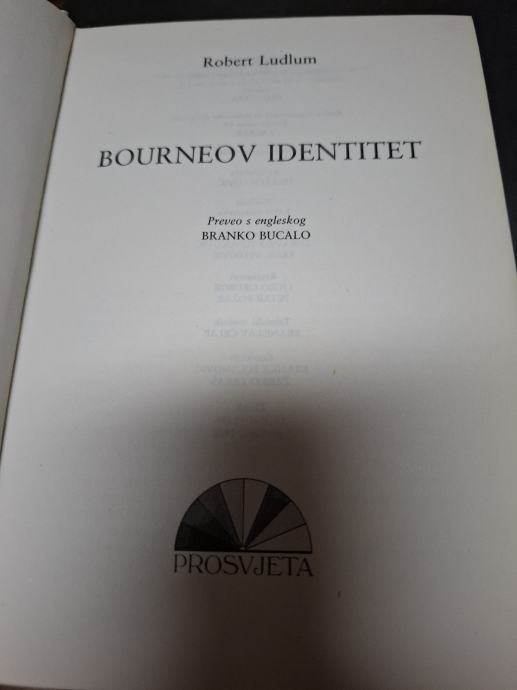 Robert Ludlum
BOURNEOV IDENTITET
Preveo s engleskog
BRANKO BUCALO
PROSVJETA